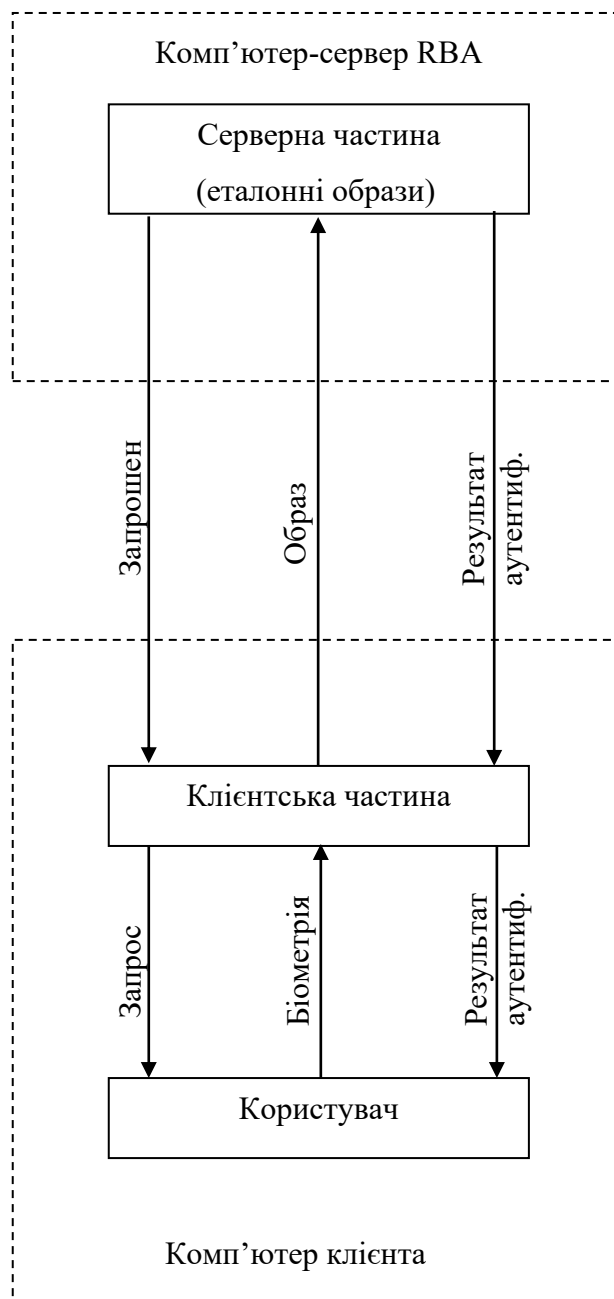 Комп’ютер-сервер RBA
Серверна частина
(еталонні образи)
Запрошен
Образ
Результат
аутентиф.
Клієнтська частина
Запрос
Біометрія
Результат
аутентиф.
Користувач
Комп’ютер клієнта